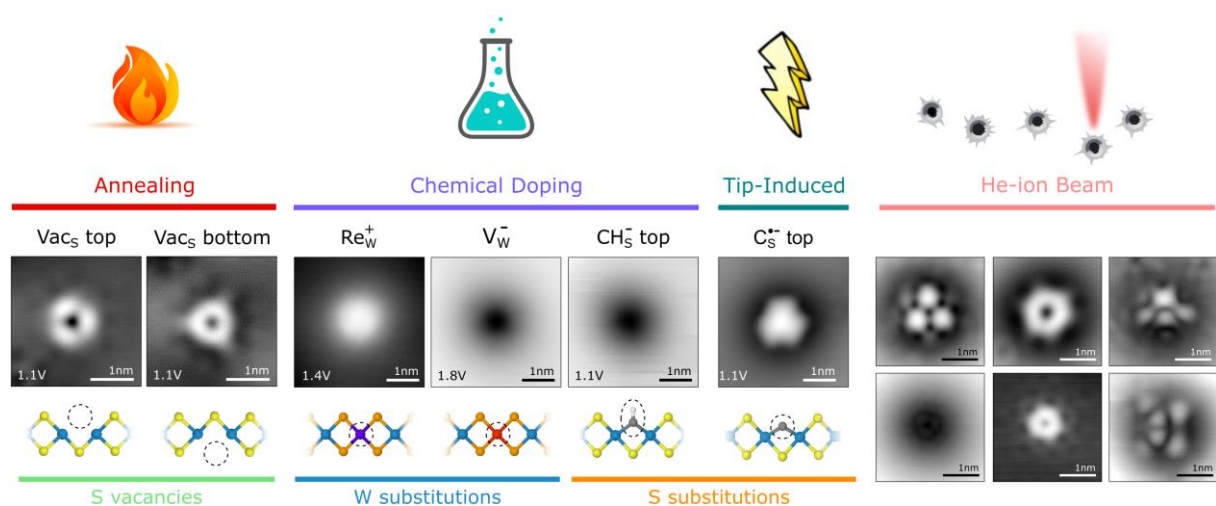 Annealing
Chemical Doping
Tip-Induced
He-ion Beam
Vac_S top
Vac_S bottom
Re_W^+
V_W^-
CH_S^- top
C_S^{•-} top
1.1V 1nm
1.1V 1nm
1.4V 1nm
1.8V 1nm
1.1V 1nm
1.1V 1nm
1nm
1nm
1nm
1nm
1nm
1nm
S vacancies
W substitutions
S substitutions